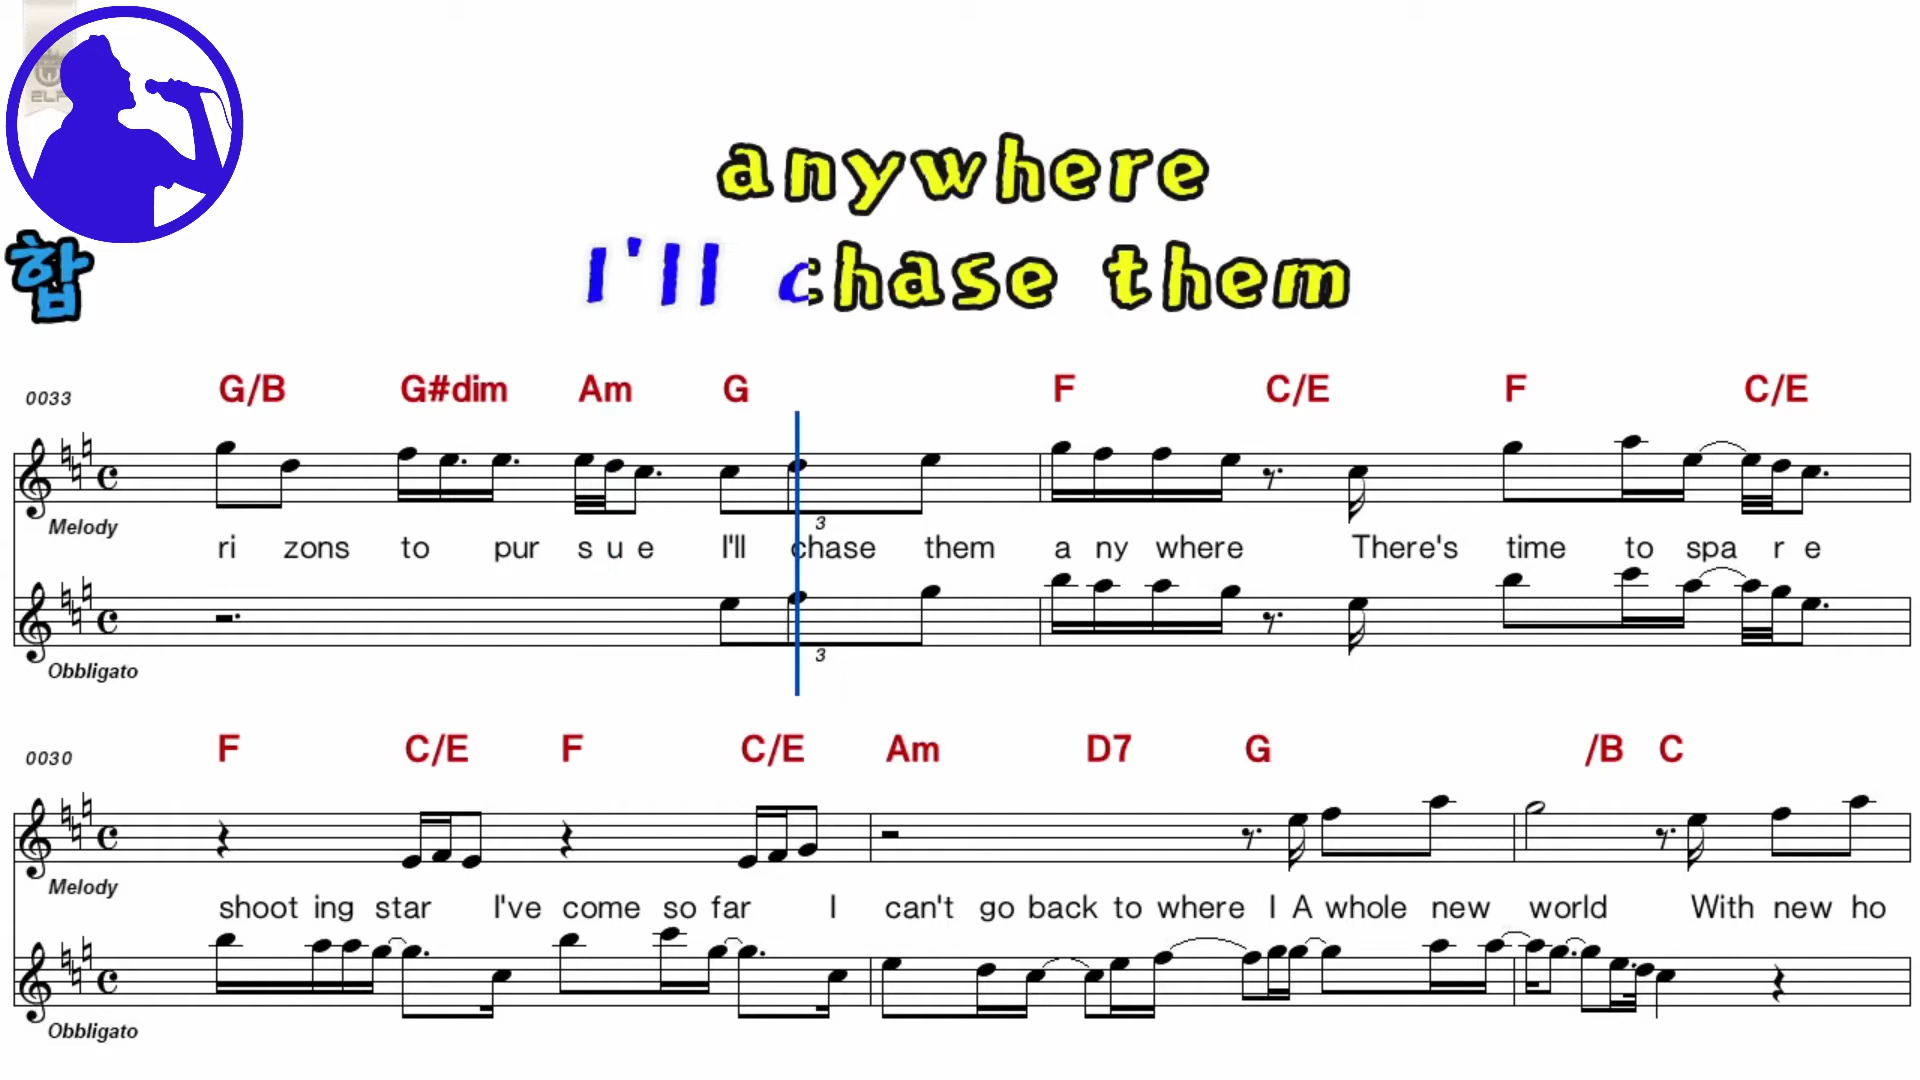 ELF
anywhere
합
I'll chase them
0033 G/B G#dim Am G F C/E F C/E
3
Melody
ri zons to pur s u e I'll chase them a ny where There's time to spa r e
3
Obbligato
0030 F C/E F C/E Am D7 G /B C
Melody
shoot ing star I've come so far I can't go back to where I A whole new world With new ho
Obbligato